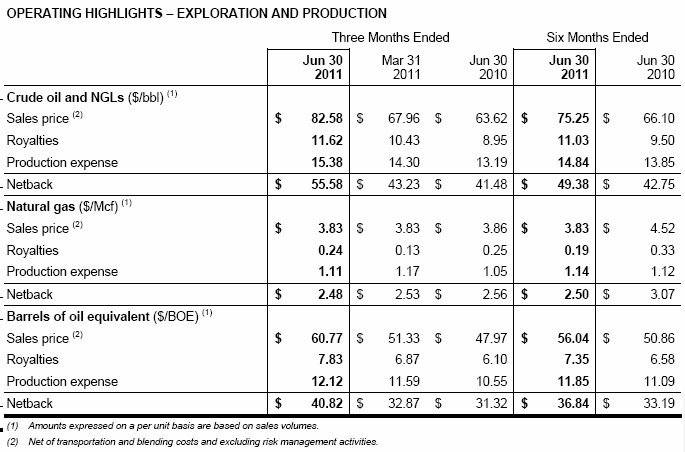 OPERATING HIGHLIGHTS – EXPLORATION AND PRODUCTION
Three Months Ended Six Months Ended
Jun 30 Mar 31 Jun 30 Jun 30 Jun 30
2011 2011 2010 2011 2010
Crude oil and NGLs ($/bbl) (1)
Sales price (2) $ 82.58 $ 67.96 $ 63.62 $ 75.25 $ 66.10
Royalties 11.62 10.43 8.95 11.03 9.50
Production expense 15.38 14.30 13.19 14.84 13.85
Netback $ 55.58 $ 43.23 $ 41.48 $ 49.38 $ 42.75
Natural gas ($/Mcf) (1)
Sales price (2) $ 3.83 $ 3.83 $ 3.86 $ 3.83 $ 4.52
Royalties 0.24 0.13 0.25 0.19 0.33
Production expense 1.11 1.17 1.05 1.14 1.12
Netback $ 2.48 $ 2.53 $ 2.56 $ 2.50 $ 3.07
Barrels of oil equivalent ($/BOE) (1)
Sales price (2) $ 60.77 $ 51.33 $ 47.97 $ 56.04 $ 50.86
Royalties 7.83 6.87 6.10 7.35 6.58
Production expense 12.12 11.59 10.55 11.85 11.09
Netback $ 40.82 $ 32.87 $ 31.32 $ 36.84 $ 33.19
(1) Amounts expressed on a per unit basis are based on sales volumes.
(2) Net of transportation and blending costs and excluding risk management activities.